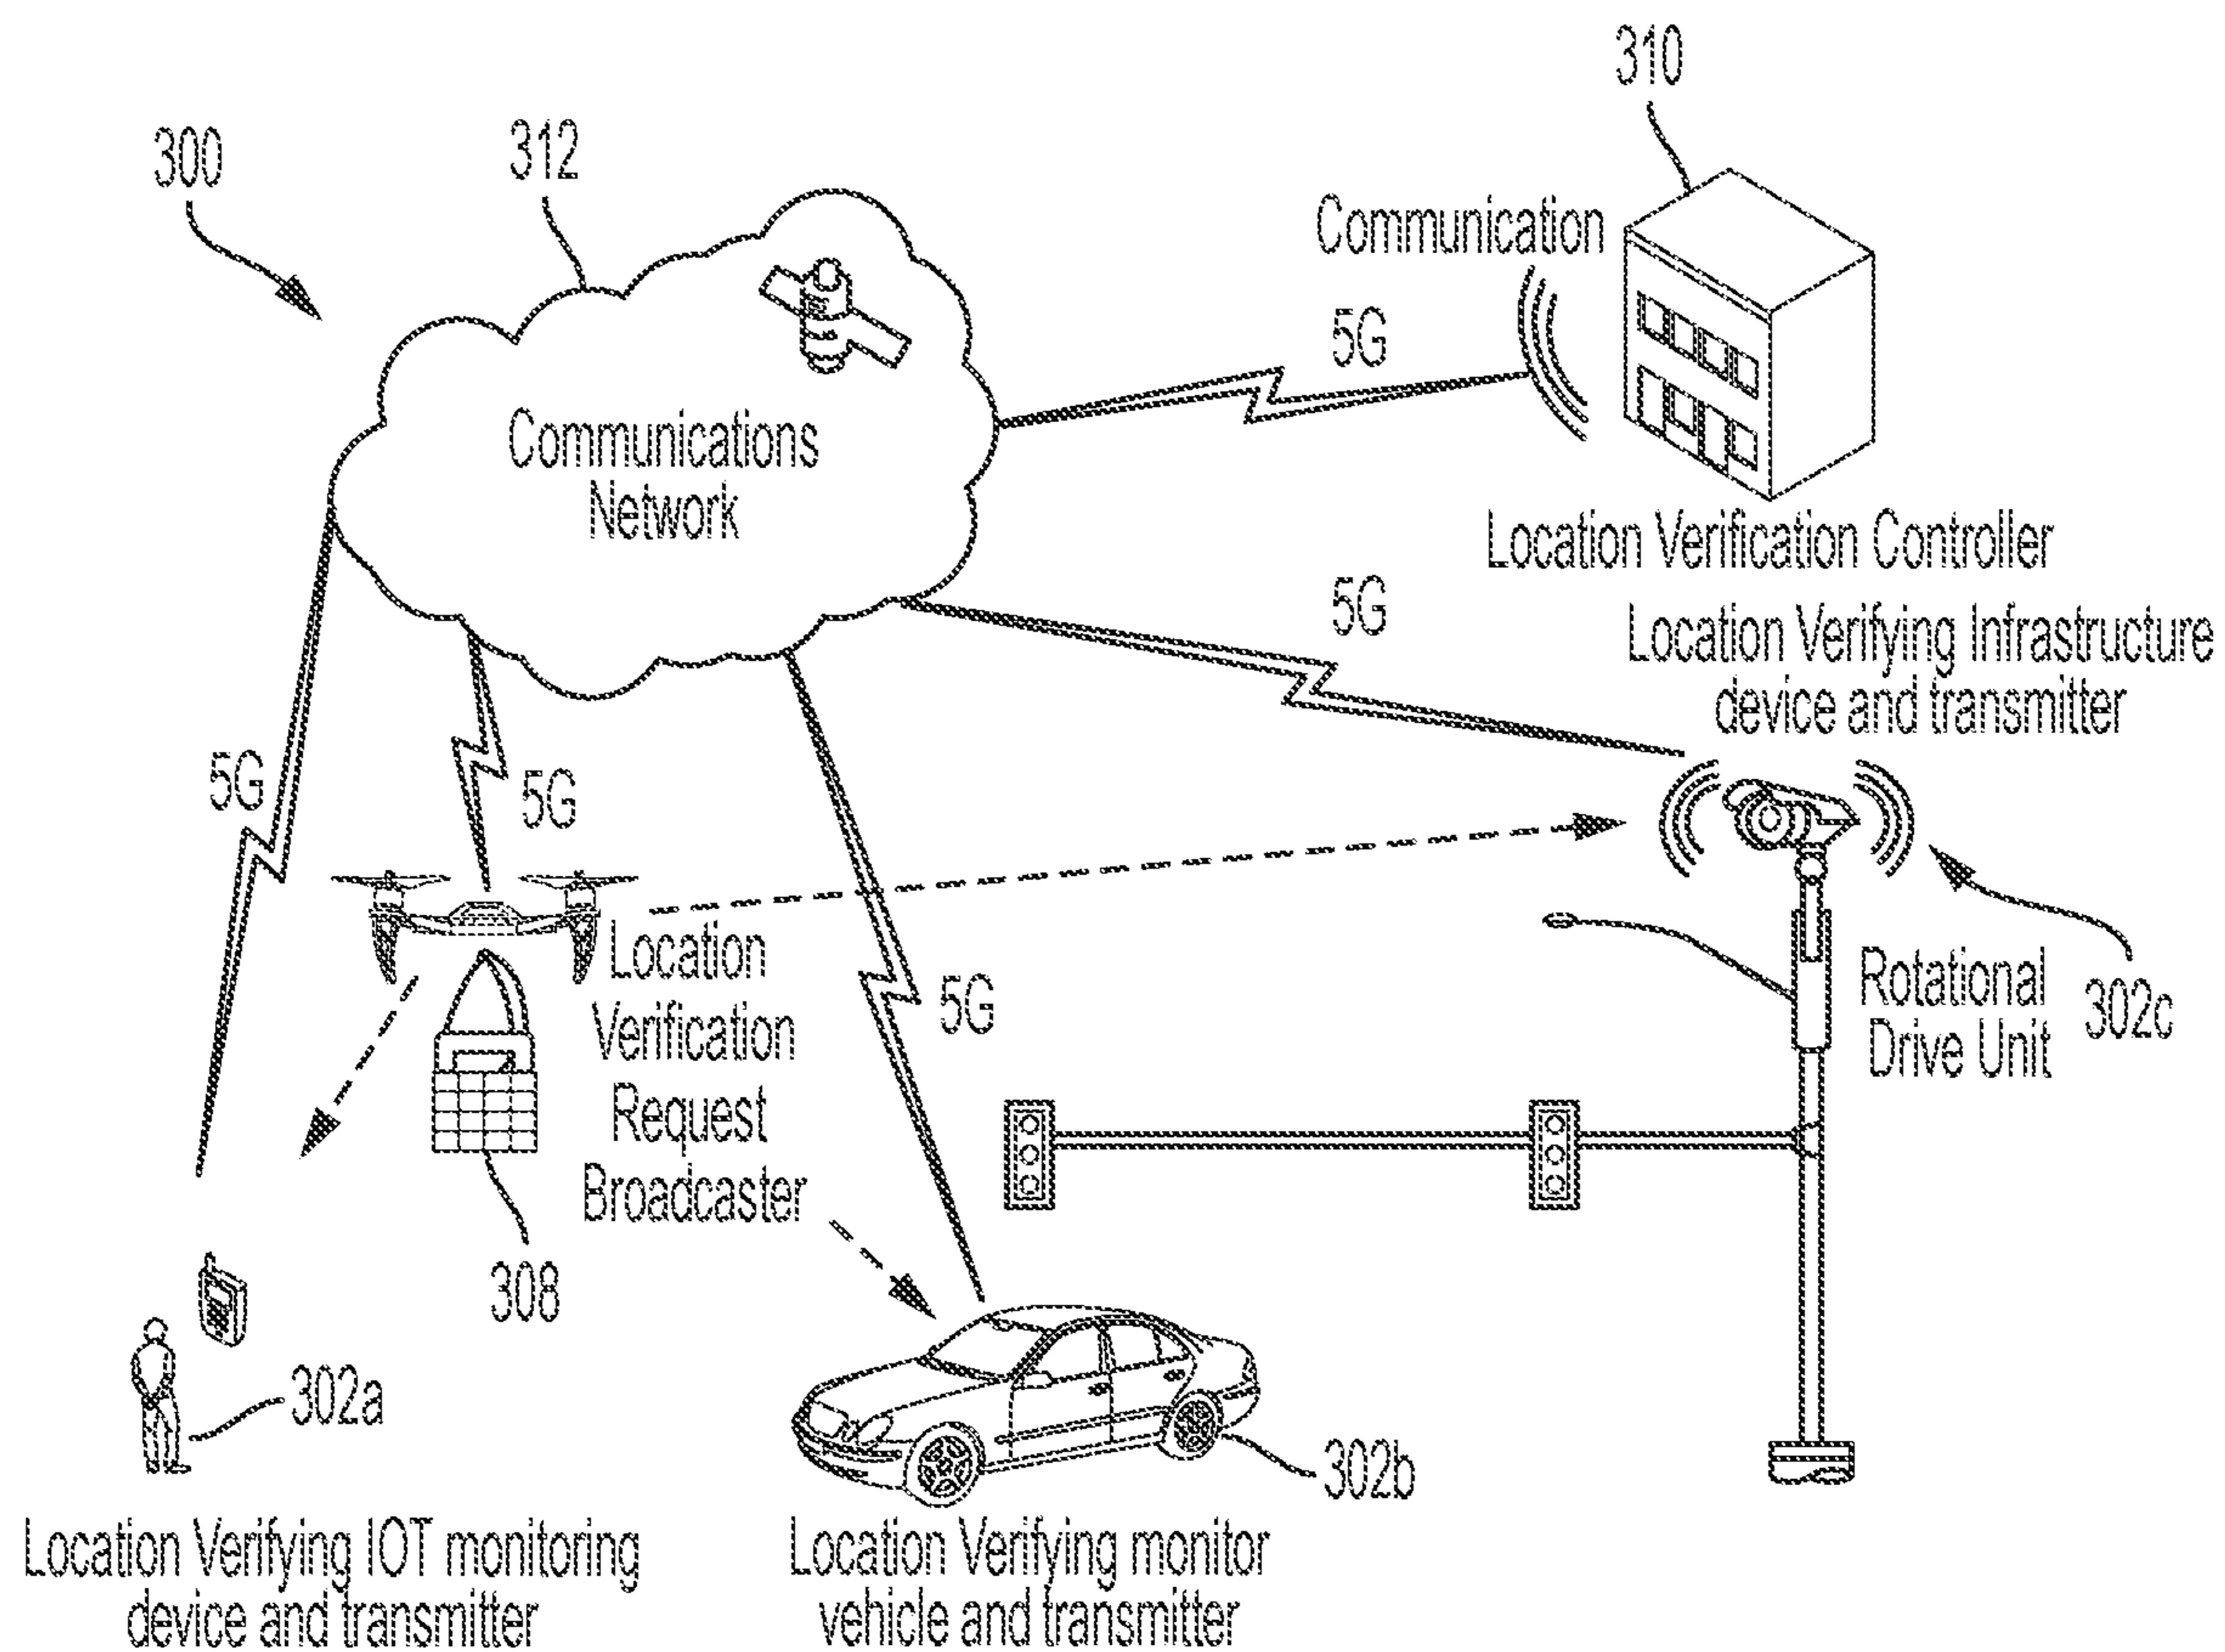 310
312
300
Communication
5G
Communications
Network
Location Verification Controller
5G
Location Verifying Infrastructure
device and transmitter
5G
5G
Location
Verification
Request
Broadcaster
5G
Rotational
Drive Unit
302c
308
302a
302b
Location Verifying IOT monitoring
device and transmitter
Location Verifying monitor
vehicle and transmitter